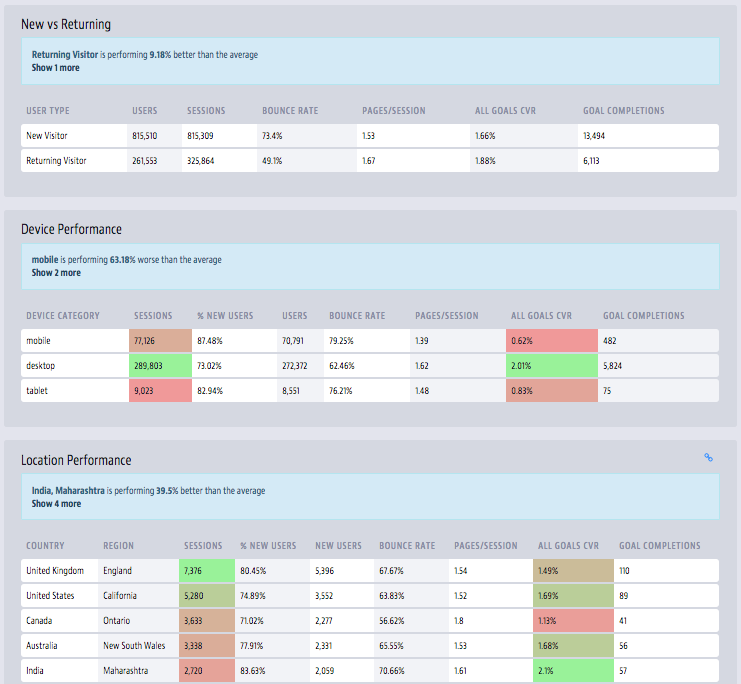 New vs Returning
Returning Visitor is performing 9.18% better than the average
Show 1 more
USER TYPE USERS SESSIONS BOUNCE RATE PAGES/SESSION ALL GOALS CVR GOAL COMPLETIONS
New Visitor 815,510 815,309 73.4% 1.53 1.66% 13,494
Returning Visitor 261,553 325,864 49.1% 1.67 1.88% 6,113
Device Performance
mobile is performing 63.18% worse than the average
Show 2 more
DEVICE CATEGORY SESSIONS % NEW USERS USERS BOUNCE RATE PAGES/SESSION ALL GOALS CVR GOAL COMPLETIONS
mobile 77,126 87.48% 70,791 79.25% 1.39 0.62% 482
desktop 289,803 73.02% 272,372 62.46% 1.62 2.01% 5,824
tablet 9,023 82.94% 8,551 76.21% 1.48 0.83% 75
Location Performance
India, Maharashtra is performing 39.5% better than the average
Show 4 more
COUNTRY REGION SESSIONS % NEW USERS NEW USERS BOUNCE RATE PAGES/SESSION ALL GOALS CVR GOAL COMPLETIONS
United Kingdom England 7,376 80.45% 5,396 67.67% 1.54 1.49% 110
United States California 5,280 74.89% 3,552 63.83% 1.52 1.69% 89
Canada Ontario 3,633 71.02% 2,277 56.62% 1.8 1.13% 41
Australia New South Wales 3,338 77.91% 2,331 65.55% 1.53 1.68% 56
India Maharashtra 2,720 83.63% 2,059 70.66% 1.61 2.1% 57